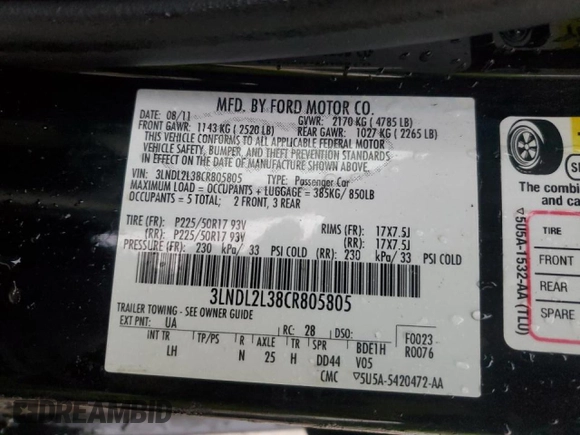 MFD. BY FORD MOTOR CO.
DATE: 08/11 GVWR: 2170 KG ( 4785 LB)
FRONT GAWR: 1143 KG ( 2520 LB) REAR GAWR: 1027 KG ( 2265 LB)
THIS VEHICLE CONFORMS TO ALL APPLICABLE FEDERAL MOTOR
VEHICLE SAFETY, BUMPER, AND THEFT PREVENTION STANDARDS
IN EFFECT ON THE DATE OF MANUFACTURE SHOWN ABOVE.
VIN: 3LNDL2L38CR805805 TYPE: Passenger Car
MAXIMUM LOAD = OCCUPANTS + LUGGAGE = 385KG/ 850LB
OCCUPANTS = 5 TOTAL; 2 FRONT, 3 REAR
TIRE (FR): P225/50R17 93V RIMS (FR): 17X7.5J
(RR): P225/50R17 93V (RR): 17X7.5J
PRESSURE (FR): 230 kPa/ 33 PSI COLD (RR): 230 kPa/33 PSI COLD
3LNDL2L38CR805805
TRAILER TOWING - SEE OWNER GUIDE
EXT PNT: UA RC: 28 DSO: F0023
R0076
INT TR TP/PS R AXLE TR SPR BDE1H
LH N 25 H DD44 V05
CMC ▽5U5A-5420472-AA
The combin
and ca
TIRE
FRONT
REAR
SPARE
▽5U5A-1532-AA (TL0)
DREAMBID